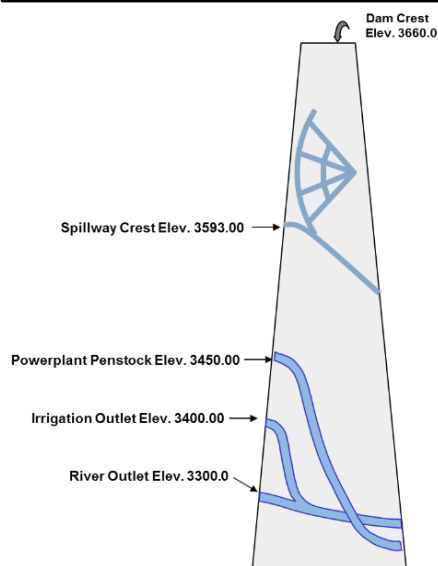 Dam Crest
Elev. 3660.0
Spillway Crest Elev. 3593.00
Powerplant Penstock Elev. 3450.00
Irrigation Outlet Elev. 3400.00
River Outlet Elev. 3300.0